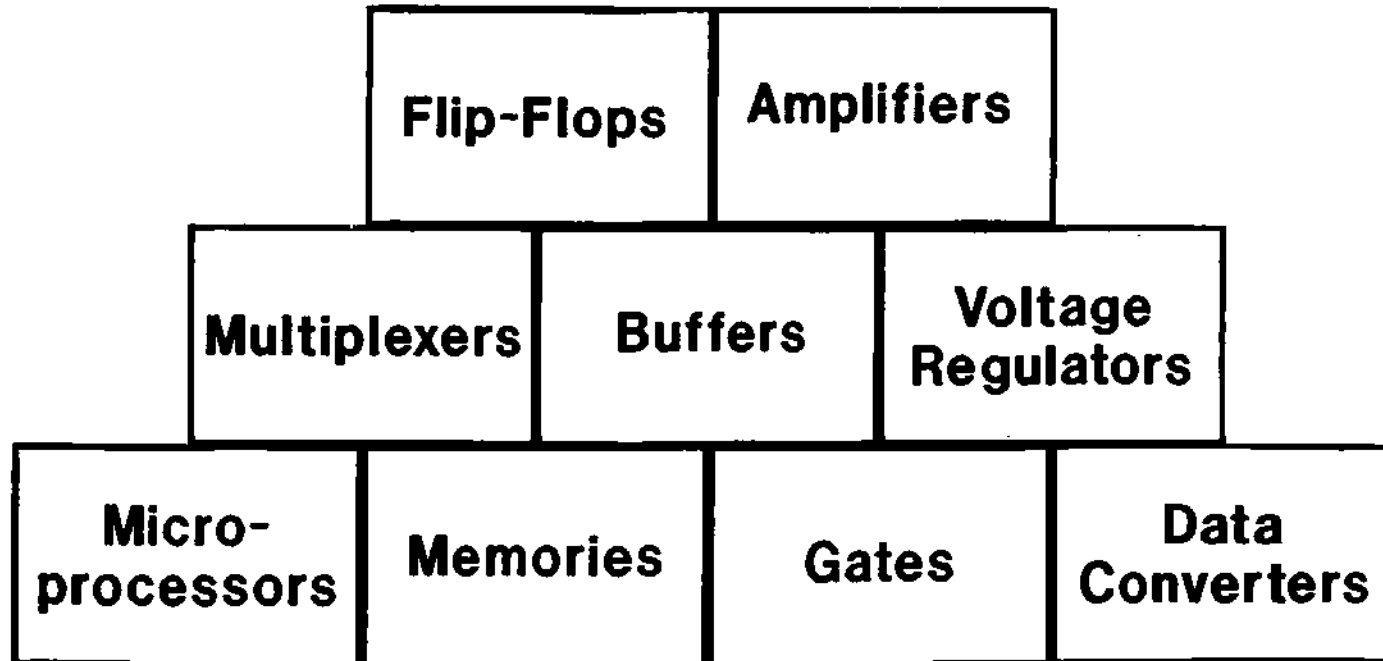 Flip-Flops
Amplifiers
Multiplexers
Buffers
Voltage
Regulators
Micro-
processors
Memories
Gates
Data
Converters